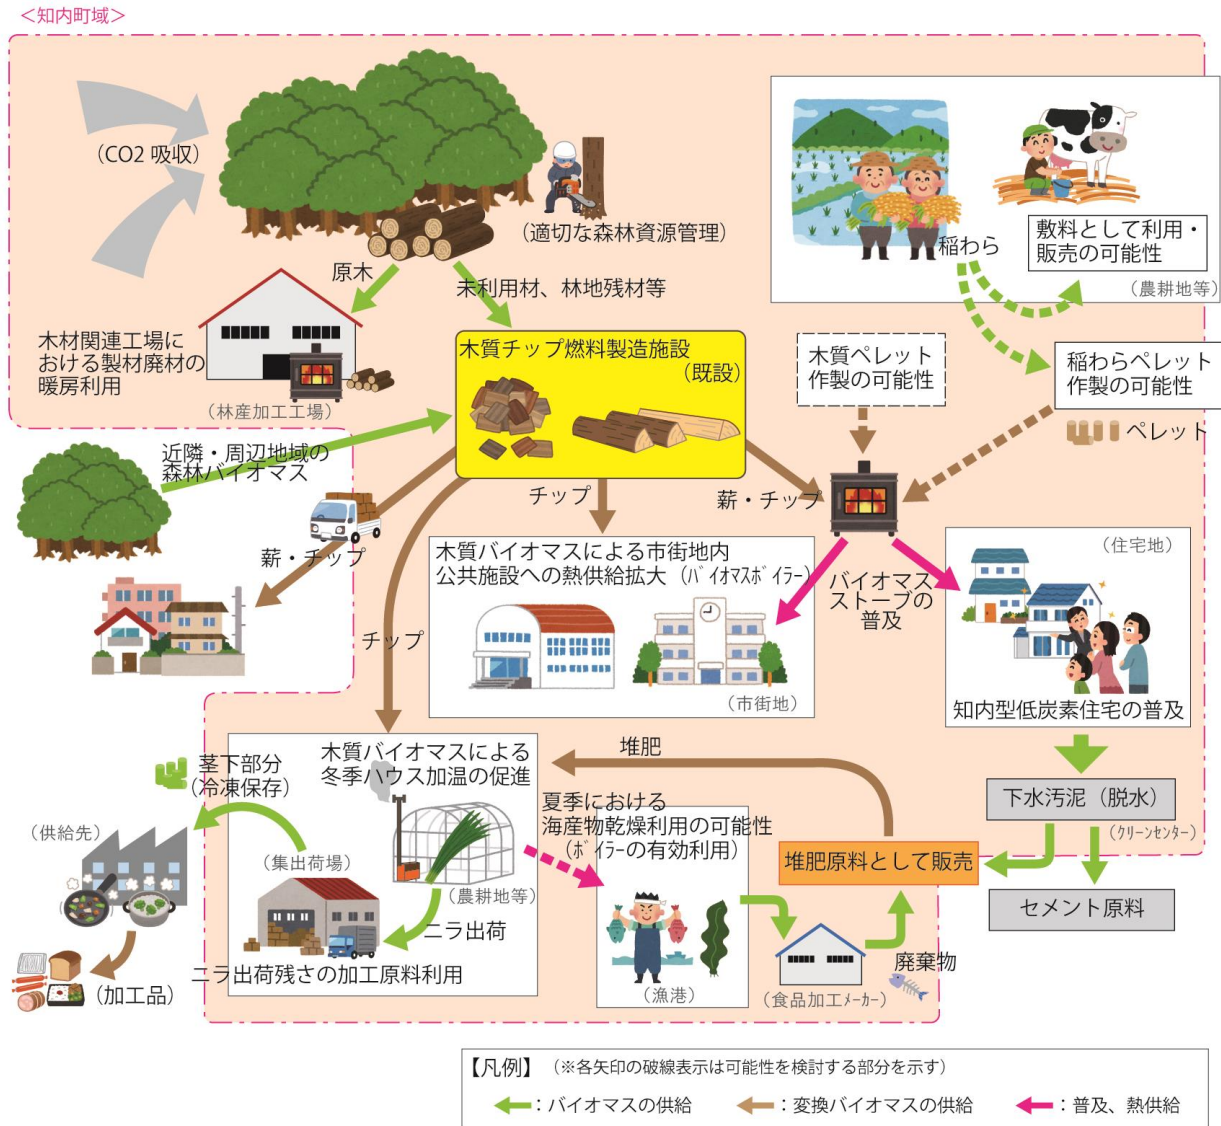 ＜知内町域＞
（CO2 吸収）
（適切な森林資源管理）
原木
未利用材、林地残材等
木材関連工場に
おける製材廃材の
暖房利用
（林産加工工場）
稲わら
敷料として利用・
販売の可能性
（農耕地等）
木質チップ燃料製造施設
（既設）
木質ペレット
作製の可能性
稲わらペレット
作製の可能性
ペレット
近隣・周辺地域の
森林バイオマス
薪・チップ
チップ
薪・チップ
チップ
木質バイオマスによる市街地内
公共施設への熱供給拡大（ﾊﾞｲｵﾏｽﾎﾞｲﾗｰ）
（市街地）
バイオマス
ストーブの
普及
（住宅地）
知内型低炭素住宅の普及
堆肥
木質バイオマスによる
冬季ハウス加温の促進
茎下部分
（冷凍保存）
（供給先）
（集出荷場）
（農耕地等）
ニラ出荷
ニラ出荷残さの加工原料利用
（加工品）
夏季における
海産物乾燥利用の可能性
（ﾎﾞｲﾗｰの有効利用）
（漁港）
（食品加工ﾒｰｶｰ）
廃棄物
堆肥原料として販売
下水汚泥（脱水）
（ｸﾘｰﾝｾﾝﾀｰ）
セメント原料
【凡例】（※各矢印の破線表示は可能性を検討する部分を示す）
：バイオマスの供給　：変換バイオマスの供給　：普及、熱供給